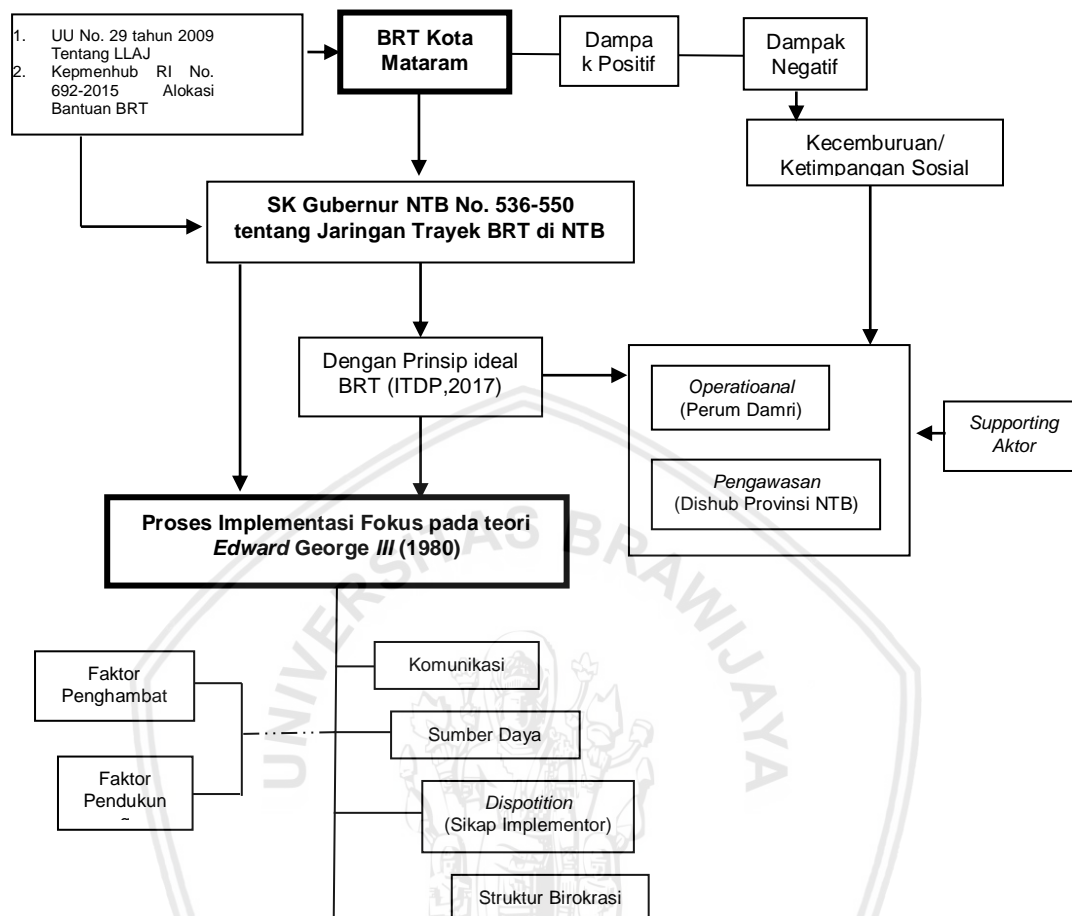 1. UU No. 29 tahun 2009
Tentang LLAJ
2. Kepmenhub RI No.
692-2015 Alokasi
Bantuan BRT
BRT Kota
Mataram
Dampa
k Positif
Dampak
Negatif
Kecemburuan/
Ketimpangan Sosial
SK Gubernur NTB No. 536-550
tentang Jaringan Trayek BRT di NTB
Dengan Prinsip ideal
BRT (ITDP,2017)
Operatioanal
(Perum Damri)
Pengawasan
(Dishub Provinsi NTB)
Supporting
Aktor
Proses Implementasi Fokus pada teori
Edward George III (1980)
Faktor
Penghambat
Faktor
Pendukun
Komunikasi
Sumber Daya
Dispotition
(Sikap Implementor)
Struktur Birokrasi
UNIVERSITAS BRAWIJAYA